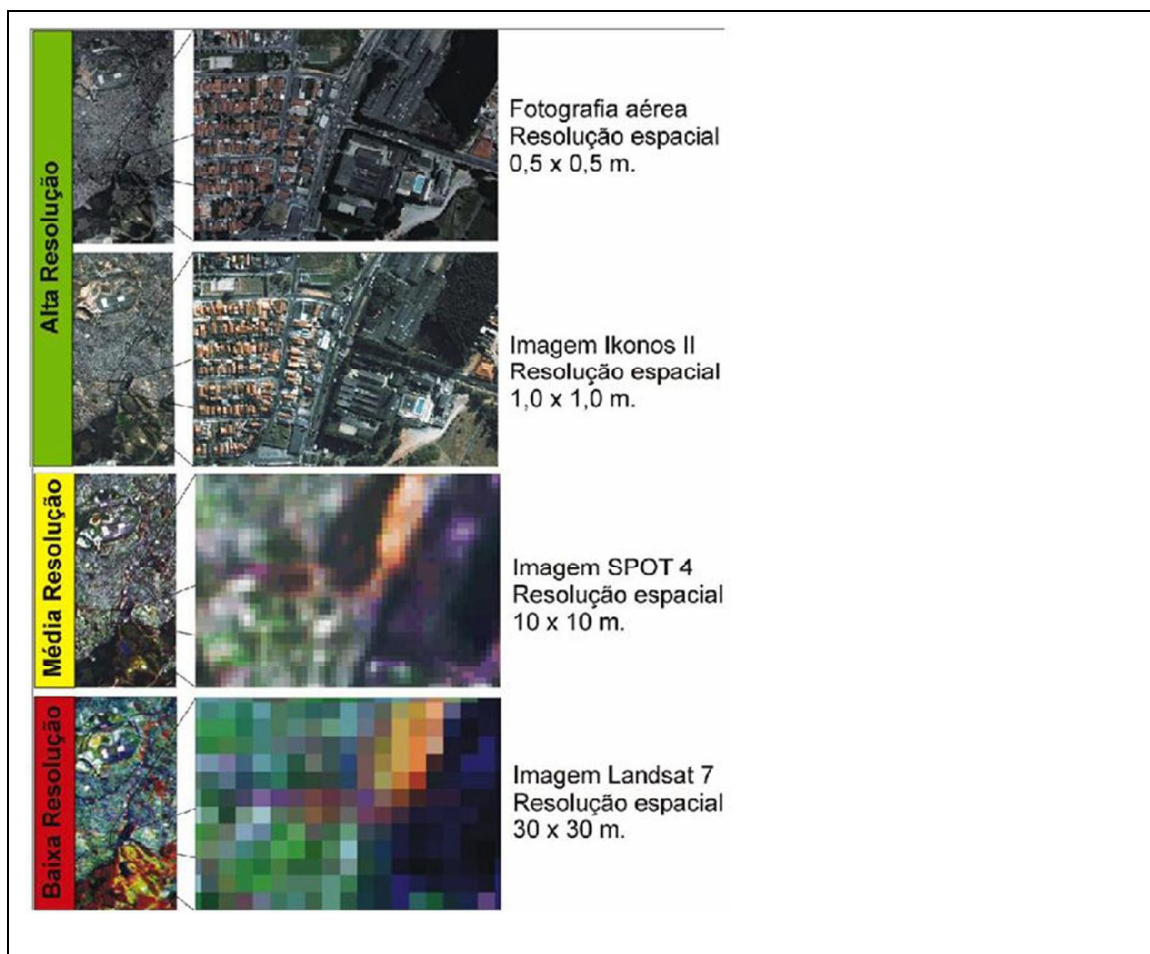 Alta Resolução
Fotografia aérea
Resolução espacial
0,5 x 0,5 m.
Imagem Ikonos II
Resolução espacial
1,0 x 1,0 m.
Média Resolução
Imagem SPOT 4
Resolução espacial
10 x 10 m.
Baixa Resolução
Imagem Landsat 7
Resolução espacial
30 x 30 m.